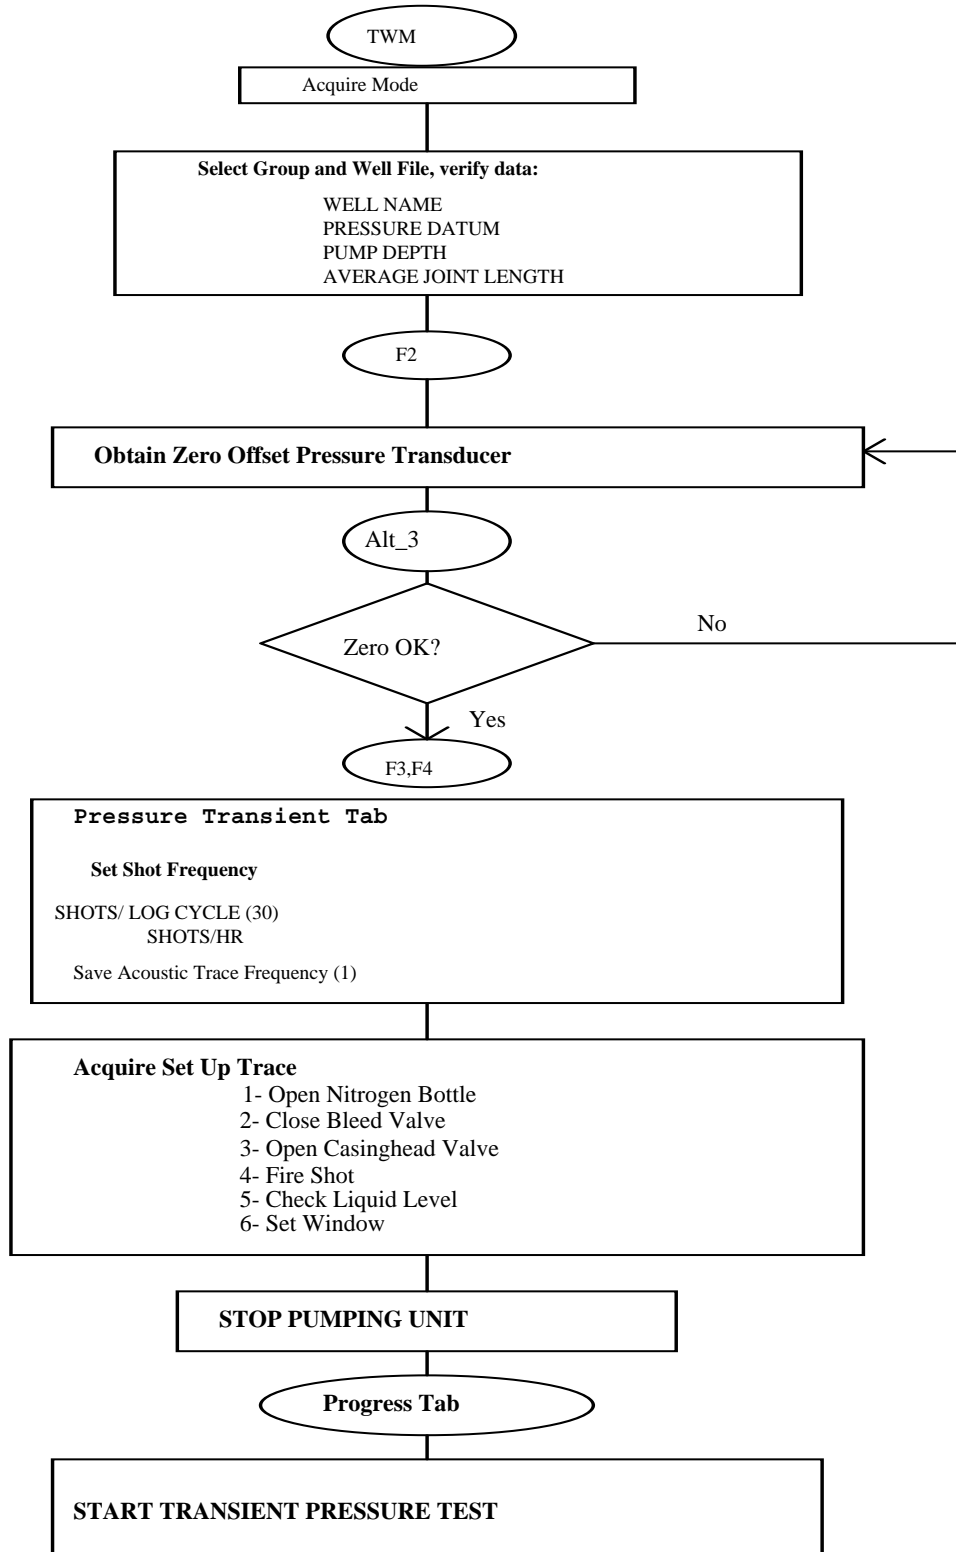 TWM
Acquire Mode
Select Group and Well File, verify data:
WELL NAME
PRESSURE DATUM
PUMP DEPTH
AVERAGE JOINT LENGTH
F2
Obtain Zero Offset Pressure Transducer
Alt_3
Zero OK?
No
Yes
F3,F4
Pressure Transient Tab
Set Shot Frequency
SHOTS/ LOG CYCLE (30)
SHOTS/HR
Save Acoustic Trace Frequency (1)
Acquire Set Up Trace
1- Open Nitrogen Bottle
2- Close Bleed Valve
3- Open Casinghead Valve
4- Fire Shot
5- Check Liquid Level
6- Set Window
STOP PUMPING UNIT
Progress Tab
START TRANSIENT PRESSURE TEST